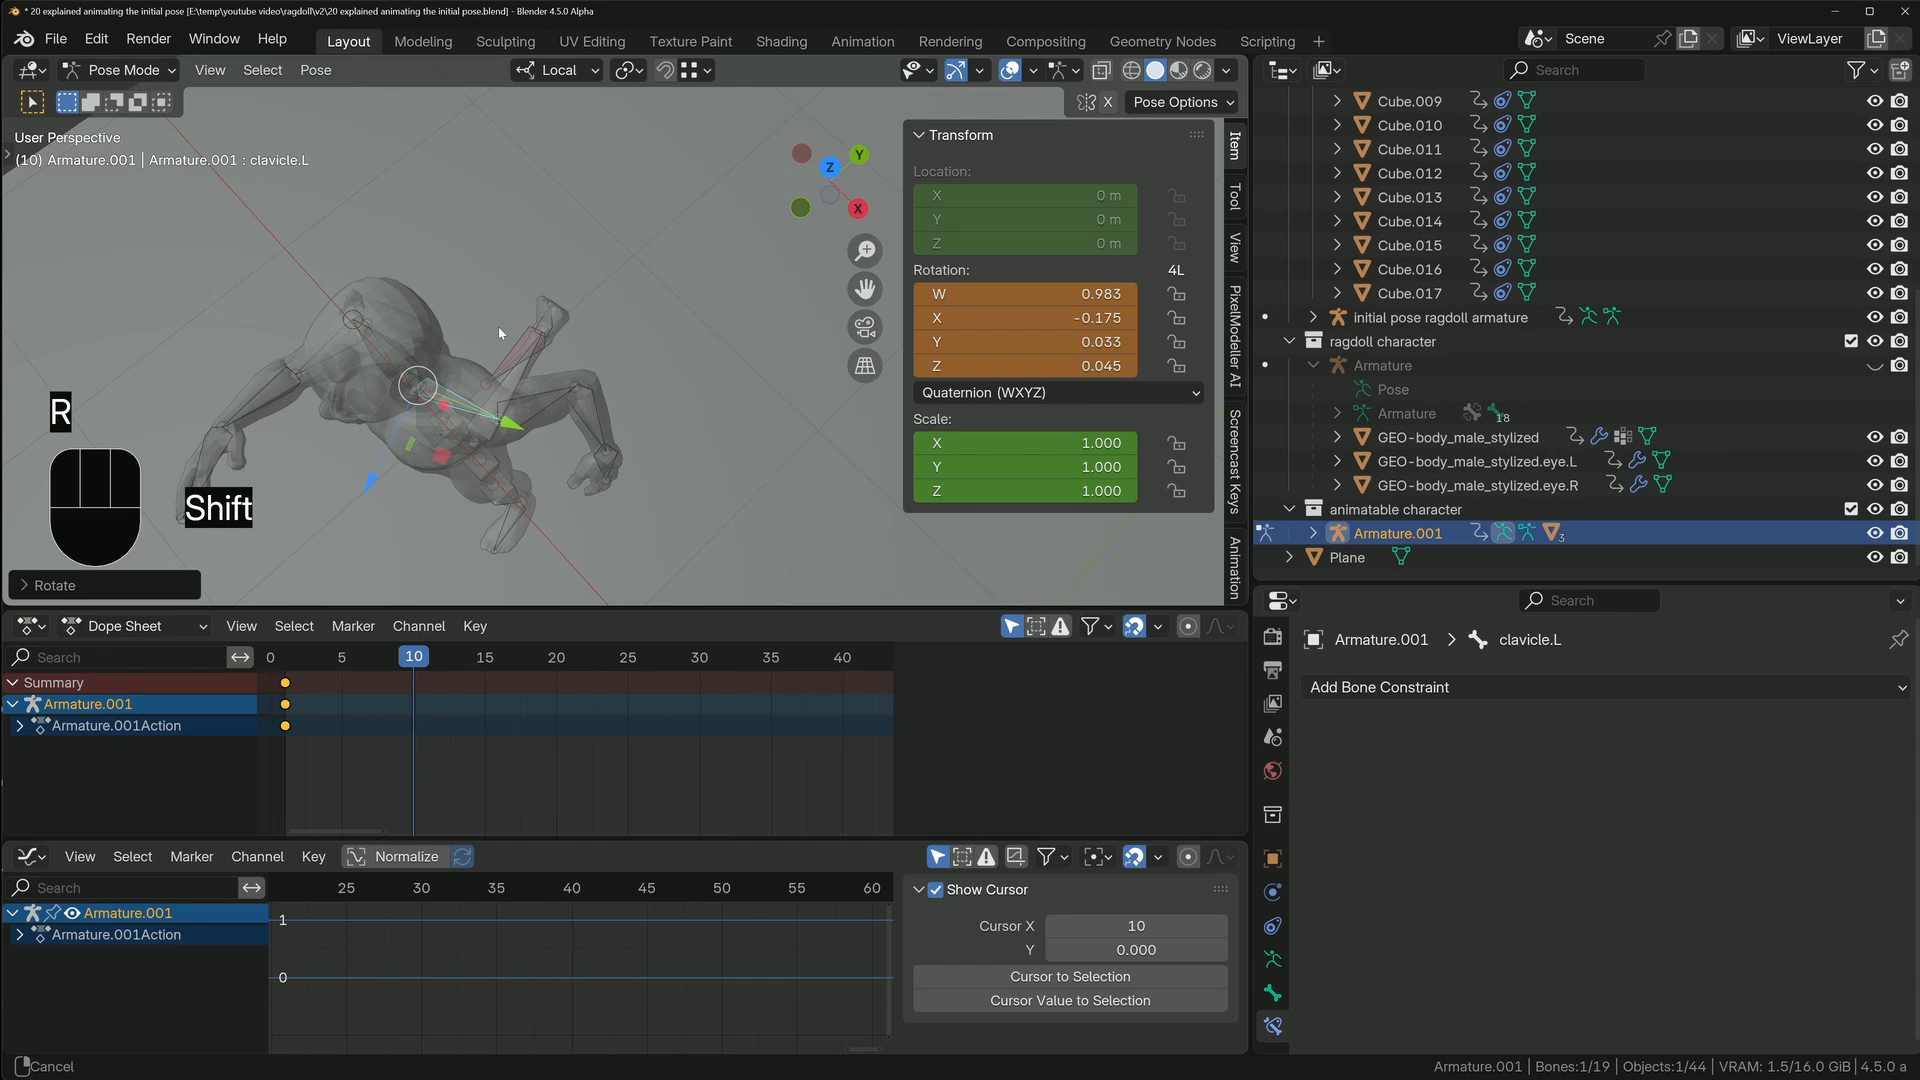 * 20 explained animating the initial pose [E:\temp\youtube video\ragdoll\v2\20 explained animating the initial pose.blend] - Blender 4.5.0 Alpha
File Edit Render Window Help
Layout Modeling Sculpting UV Editing Texture Paint Shading Animation Rendering Compositing Geometry Nodes Scripting +
Scene
ViewLayer
Pose Mode View Select Pose
Local
X Pose Options
User Perspective
(10) Armature.001 | Armature.001 : clavicle.L
Z Y X
R
Shift
Rotate
Transform
Location:
X 0 m
Y 0 m
Z 0 m
Rotation: 4L
W 0.983
X -0.175
Y 0.033
Z 0.045
Quaternion (WXYZ)
Scale:
X 1.000
Y 1.000
Z 1.000
Item
Tool
View
PixelModeller AI
Screencast Keys
Animation
Search
Cube.009
Cube.010
Cube.011
Cube.012
Cube.013
Cube.014
Cube.015
Cube.016
Cube.017
initial pose ragdoll armature
ragdoll character
Armature
Pose
Armature 18
GEO-body_male_stylized
GEO-body_male_stylized.eye.L
GEO-body_male_stylized.eye.R
animatable character
Armature.001 3
Plane
Search
Armature.001 > clavicle.L
Add Bone Constraint
Dope Sheet View Select Marker Channel Key
Search
0 5 10 15 20 25 30 35 40
Summary
Armature.001
Armature.001Action
View Select Marker Channel Key Normalize
Search
25 30 35 40 45 50 55 60
Armature.001
Armature.001Action
1
0
Show Cursor
Cursor X 10
Y 0.000
Cursor to Selection
Cursor Value to Selection
Cancel
Armature.001 | Bones:1/19 | Objects:1/44 | VRAM: 1.5/16.0 GiB | 4.5.0 a